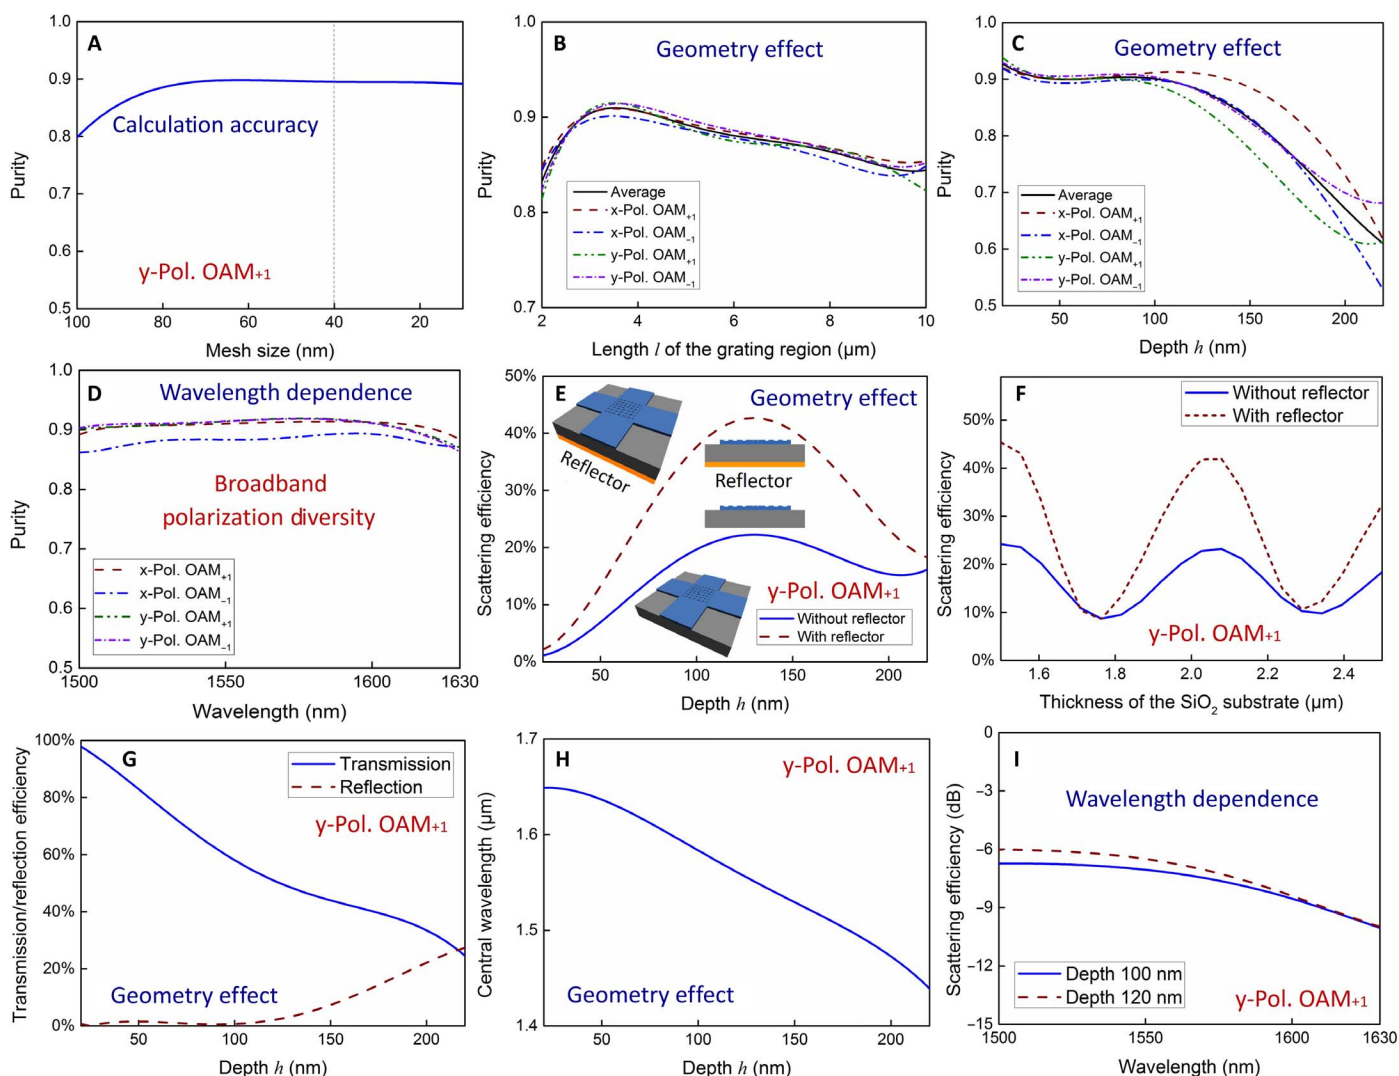 A
1.0
0.9
0.8
0.7
0.6
0.5
Purity
Calculation accuracy
y-Pol. OAM+1
100
80
60
40
20
Mesh size (nm)
B
Geometry effect
1.0
0.9
0.8
0.7
Purity
Average
x-Pol. OAM+1
x-Pol. OAM−1
y-Pol. OAM+1
y-Pol. OAM−1
2
4
6
8
10
Length l of the grating region (μm)
C
Geometry effect
1.0
0.9
0.8
0.7
0.6
0.5
Purity
Average
x-Pol. OAM+1
x-Pol. OAM−1
y-Pol. OAM+1
y-Pol. OAM−1
50
100
150
200
Depth h (nm)
D
Wavelength dependence
1.0
0.9
0.8
0.7
0.6
0.5
Purity
Broadband
polarization diversity
x-Pol. OAM+1
x-Pol. OAM−1
y-Pol. OAM+1
y-Pol. OAM−1
1500
1550
1600
1630
Wavelength (nm)
E
Geometry effect
50%
40%
30%
20%
10%
0%
Scattering efficiency
Reflector
Reflector
y-Pol. OAM+1
Without reflector
With reflector
50
100
150
200
Depth h (nm)
F
Without reflector
With reflector
50%
40%
30%
20%
10%
0%
Scattering efficiency
y-Pol. OAM+1
1.6
1.8
2.0
2.2
2.4
Thickness of the SiO2 substrate (μm)
G
Transmission
Reflection
y-Pol. OAM+1
100%
80%
60%
40%
20%
0%
Transmission/reflection efficiency
Geometry effect
50
100
150
200
Depth h (nm)
H
y-Pol. OAM+1
1.7
1.6
1.5
1.4
Central wavelength (μm)
Geometry effect
50
100
150
200
Depth h (nm)
I
Wavelength dependence
0
−3
−6
−9
−12
−15
Scattering efficiency (dB)
Depth 100 nm
Depth 120 nm
y-Pol. OAM+1
1500
1550
1600
1630
Wavelength (nm)